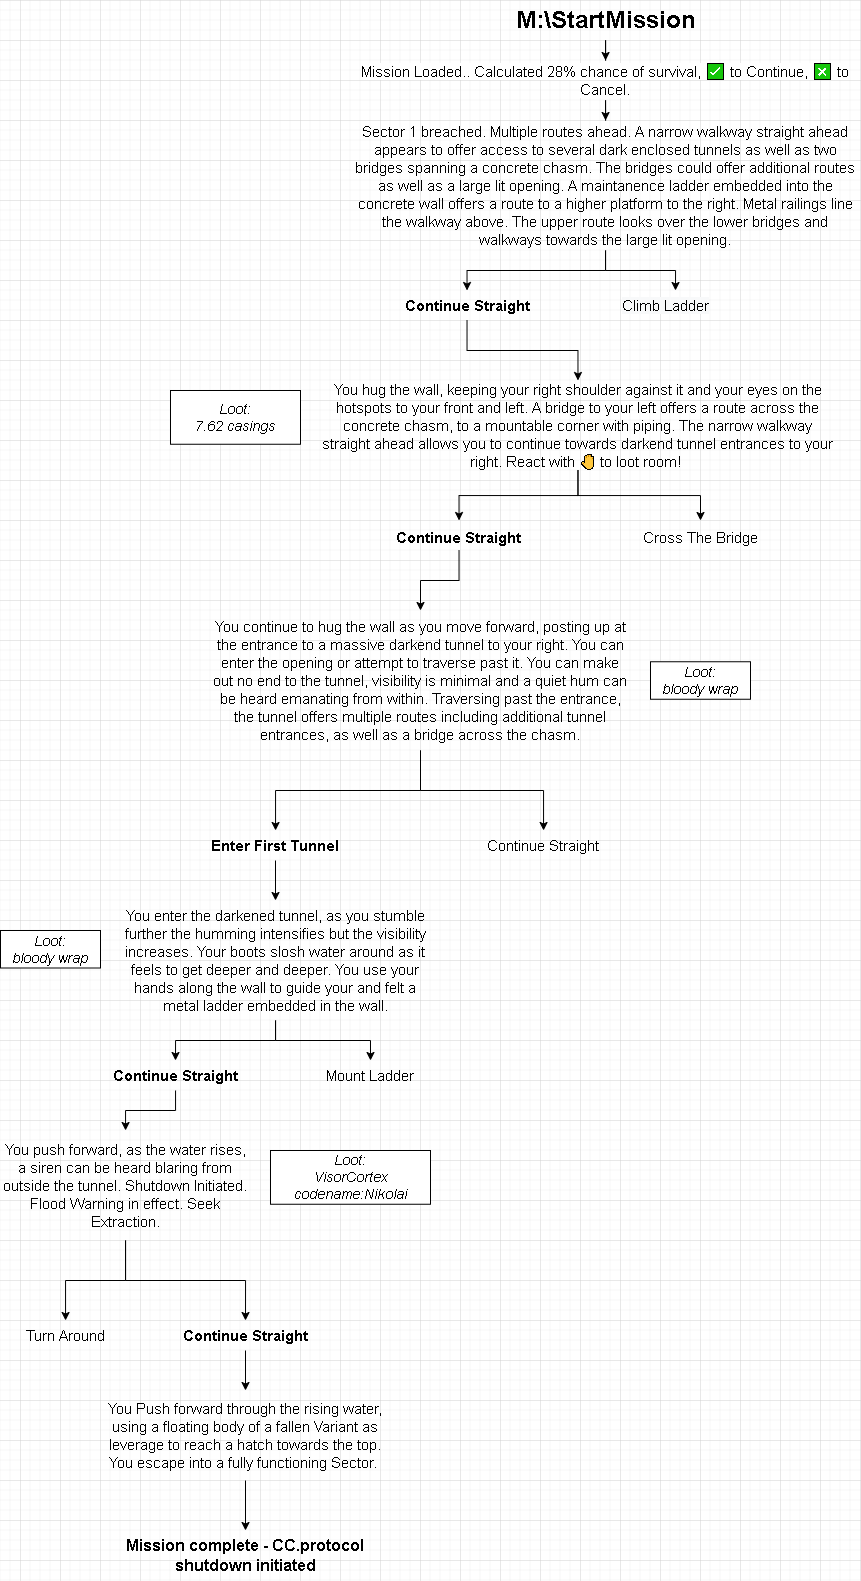 M:\StartMission
Mission Loaded.. Calculated 28% chance of survival, ✅ to Continue, ❎ to
Cancel.
Sector 1 breached. Multiple routes ahead. A narrow walkway straight ahead
appears to offer access to several dark enclosed tunnels as well as two
bridges spanning a concrete chasm. The bridges could offer additional routes
as well as a large lit opening. A maintanence ladder embedded into the
concrete wall offers a route to a higher platform to the right. Metal railings line
the walkway above. The upper route looks over the lower bridges and
walkways towards the large lit opening.
Continue Straight
Climb Ladder
Loot:
7.62 casings
You hug the wall, keeping your right shoulder against it and your eyes on the
hotspots to your front and left. A bridge to your left offers a route across the
concrete chasm, to a mountable corner with piping. The narrow walkway
straight ahead allows you to continue towards darkend tunnel entrances to your
right. React with 🤚 to loot room!
Continue Straight
Cross The Bridge
You continue to hug the wall as you move forward, posting up at
the entrance to a massive darkend tunnel to your right. You can
enter the opening or attempt to traverse past it. You can make
out no end to the tunnel, visibility is minimal and a quiet hum can
be heard emanating from within. Traversing past the entrance,
the tunnel offers multiple routes including additional tunnel
entrances, as well as a bridge across the chasm.
Loot:
bloody wrap
Enter First Tunnel
Continue Straight
Loot:
bloody wrap
You enter the darkened tunnel, as you stumble
further the humming intensifies but the visibility
increases. Your boots slosh water around as it
feels to get deeper and deeper. You use your
hands along the wall to guide your and felt a
metal ladder embedded in the wall.
Continue Straight
Mount Ladder
You push forward, as the water rises,
a siren can be heard blaring from
outside the tunnel. Shutdown Initiated.
Flood Warning in effect. Seek
Extraction.
Loot:
VisorCortex
codename:Nikolai
Turn Around
Continue Straight
You Push forward through the rising water,
using a floating body of a fallen Variant as
leverage to reach a hatch towards the top.
You escape into a fully functioning Sector.
Mission complete - CC.protocol
shutdown initiated